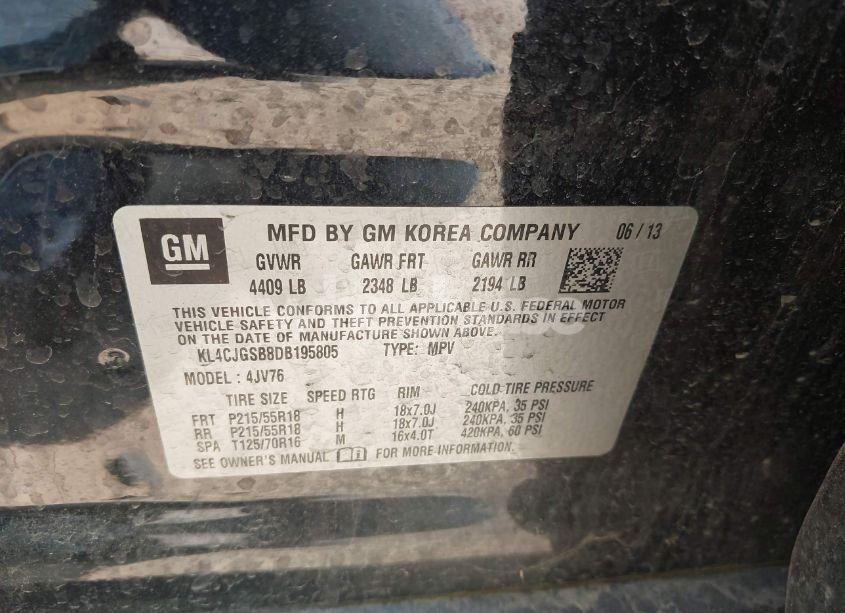 GM MFD BY GM KOREA COMPANY 06 / 13
GVWR GAWR FRT GAWR RR
4409 LB 2348 LB 2194 LB
THIS VEHICLE CONFORMS TO ALL APPLICABLE U.S. FEDERAL MOTOR
VEHICLE SAFETY AND THEFT PREVENTION STANDARDS IN EFFECT
ON THE DATE OF MANUFACTURE SHOWN ABOVE.
KL4CJGSB8DB195805 TYPE: MPV
MODEL : 4JV76
TIRE SIZE SPEED RTG RIM COLD TIRE PRESSURE
FRT P215/55R18 H 18x7.0J 240KPA, 35 PSI
RR P215/55R18 H 18x7.0J 240KPA, 35 PSI
SPA T125/70R16 M 16x4.0T 420KPA, 60 PSI
SEE OWNER'S MANUAL FOR MORE INFORMATION.